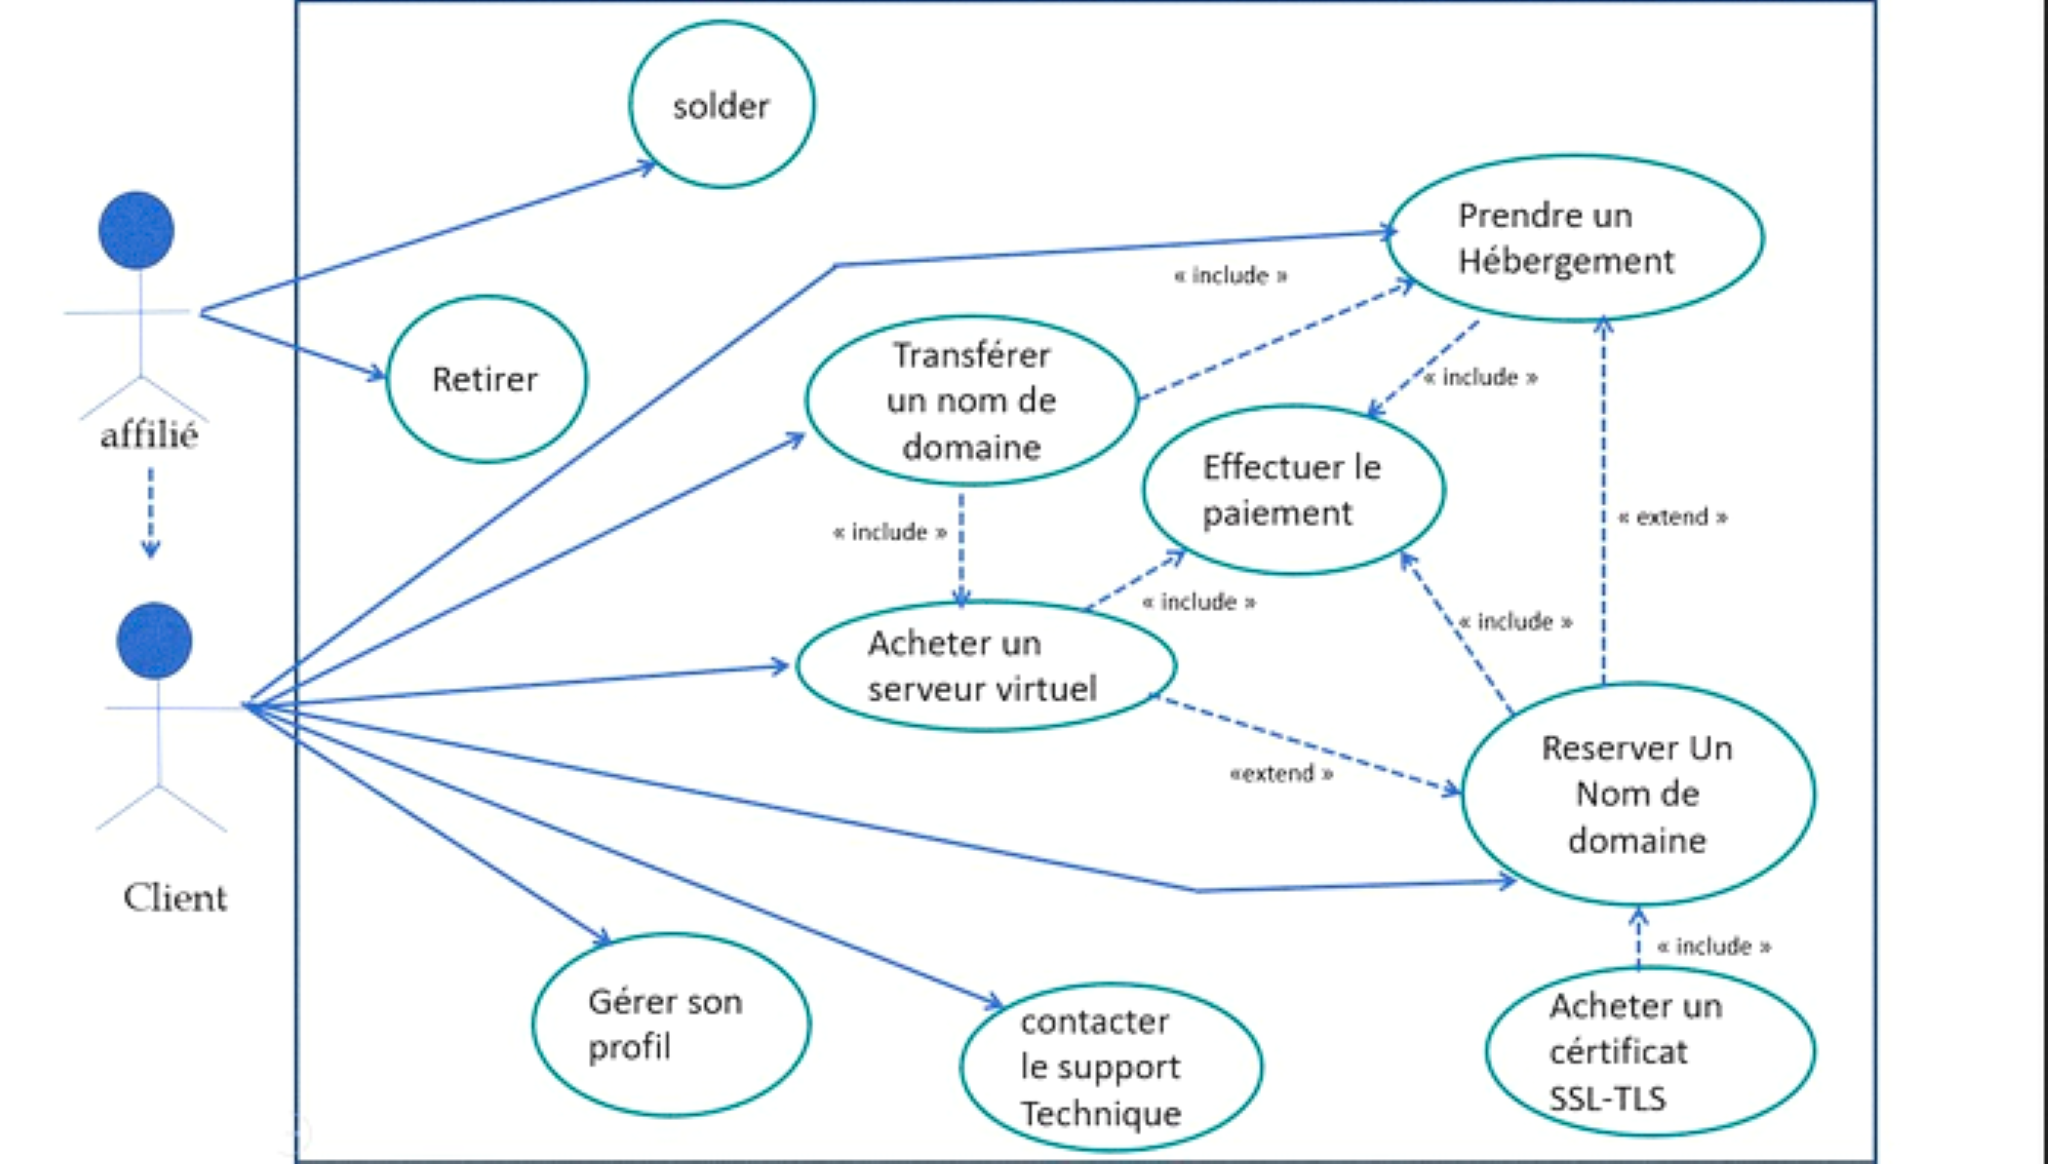 solder
Prendre un
Hébergement
« include »
Transférer
un nom de
domaine
Retirer
« include »
affilié
Effectuer le
paiement
« extend »
« include »
« include »
« include »
Acheter un
serveur virtuel
«extend »
Reserver Un
Nom de
domaine
Client
« include »
Gérer son
profil
contacter
le support
Technique
Acheter un
cértificat
SSL-TLS